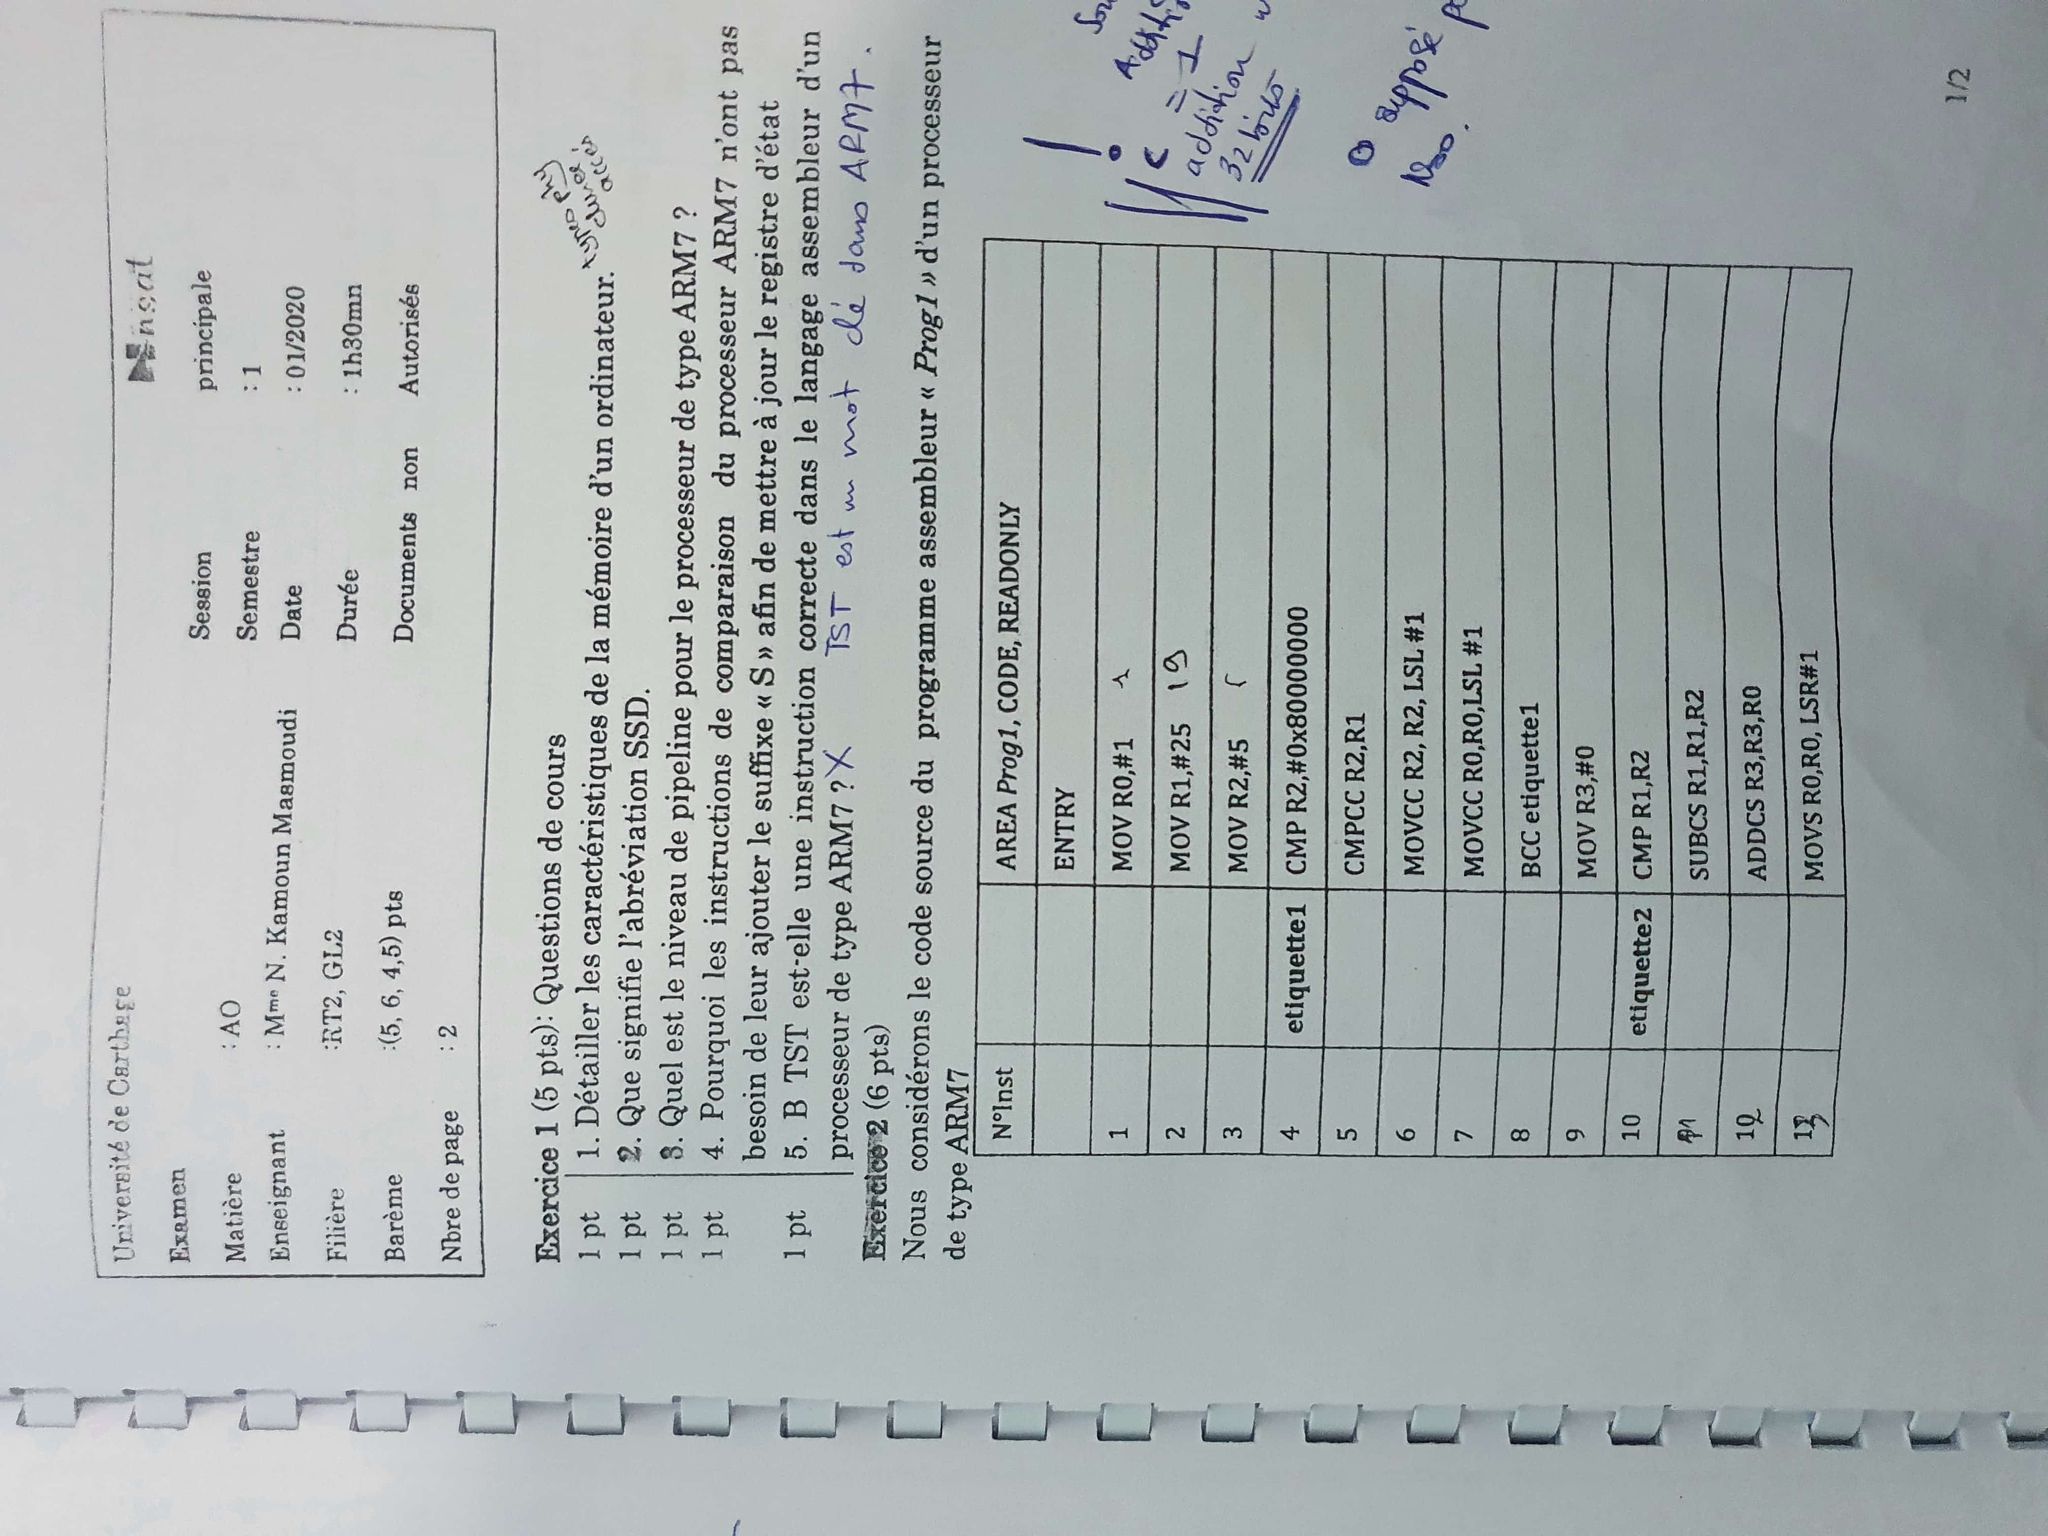 Université de Carthage
Insat
Examen
Session principale
Matière : AO
Semestre : 1
Enseignant : Mme N. Kamoun Masmoudi
Date : 01/2020
Filière :RT2, GL2
Durée : 1h30mn
Barème :(5, 6, 4,5) pts
Documents non Autorisés
Nbre de page : 2
Exercice 1 (5 pts): Questions de cours
1 pt 1. Détailler les caractéristiques de la mémoire d'un ordinateur.
1 pt 2. Que signifie l'abréviation SSD.
1 pt 3. Quel est le niveau de pipeline pour le processeur de type ARM7 ?
1 pt 4. Pourquoi les instructions de comparaison du processeur ARM7 n'ont pas
besoin de leur ajouter le suffixe « S » afin de mettre à jour le registre d'état
1 pt 5. B TST est-elle une instruction correcte dans le langage assembleur d'un
processeur de type ARM7 ? X TST est un mot clé dans ARM7.
Exercice 2 (6 pts)
Nous considérons le code source du programme assembleur « Prog1 » d'un processeur
de type ARM7
N°Inst AREA Prog1, CODE, READONLY
ENTRY
1 MOV R0,#1
2 MOV R1,#25 19
3 MOV R2,#5
4 etiquette1 CMP R2,#0x80000000
5 CMPCC R2,R1
6 MOVCC R2, R2, LSL #1
7 MOVCC R0,R0,LSL #1
8 BCC etiquette1
9 MOV R3,#0
10 etiquette2 CMP R1,R2
11 SUBCS R1,R1,R2
12 ADDCS R3,R3,R0
13 MOVS R0,R0, LSR#1
= 1
addition
32 bits
supposé
1/2